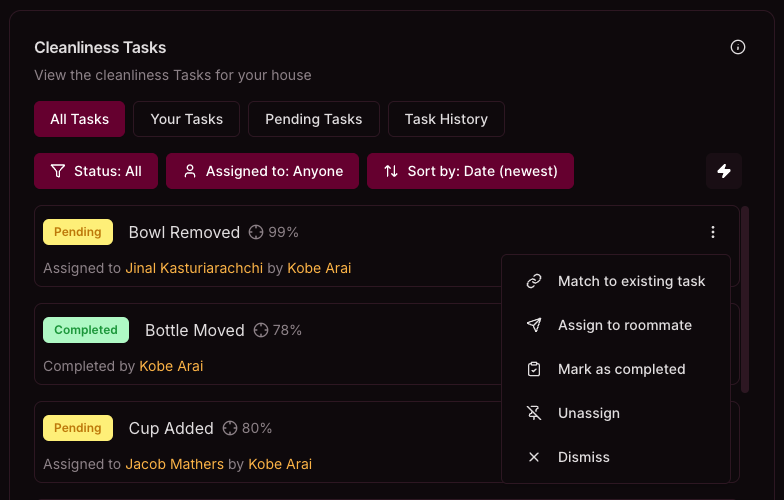 Cleanliness Tasks
View the cleanliness Tasks for your house
All Tasks Your Tasks Pending Tasks Task History
Status: All Assigned to: Anyone Sort by: Date (newest)
Pending Bowl Removed 99%
Assigned to Jinal Kasturiarachchi by Kobe Arai
Match to existing task
Assign to roommate
Mark as completed
Unassign
Dismiss
Completed Bottle Moved 78%
Completed by Kobe Arai
Pending Cup Added 80%
Assigned to Jacob Mathers by Kobe Arai